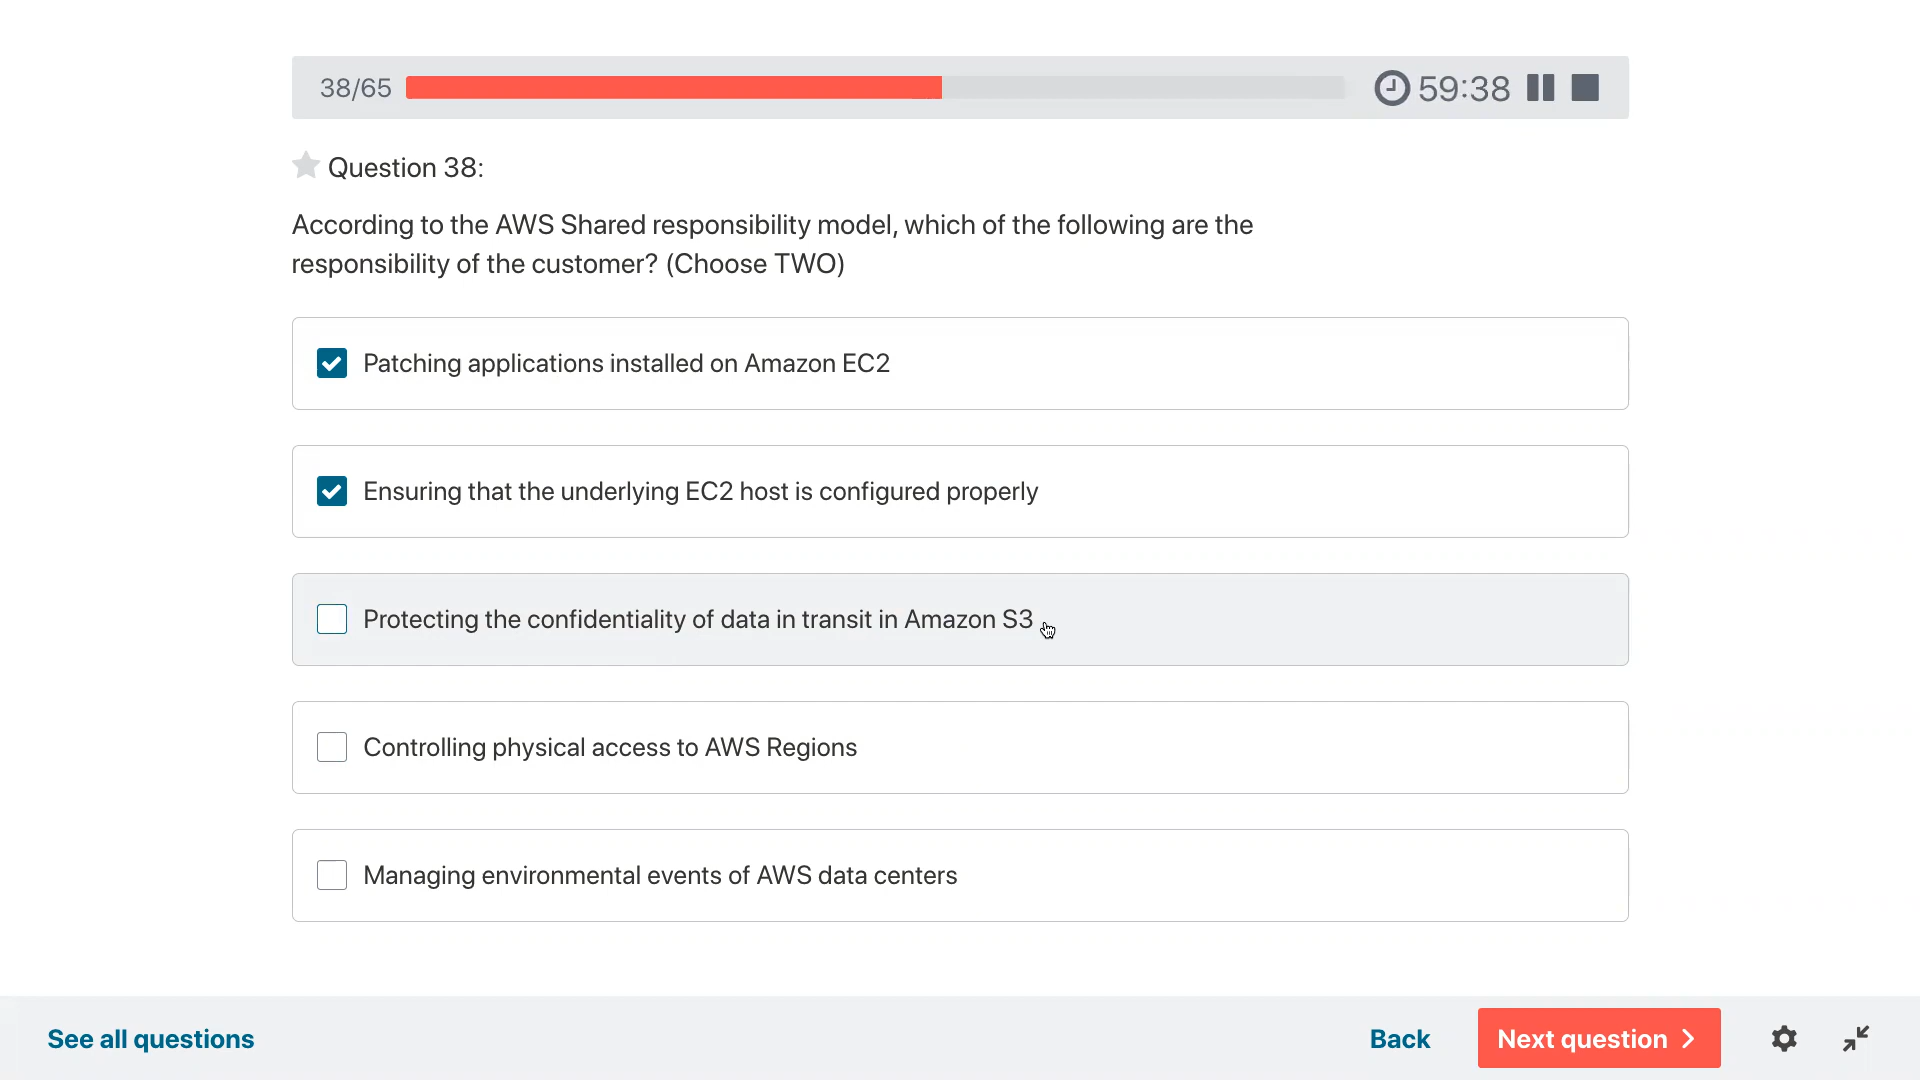 38/65
59:38
Question 38:
According to the AWS Shared responsibility model, which of the following are the
responsibility of the customer? (Choose TWO)
Patching applications installed on Amazon EC2
Ensuring that the underlying EC2 host is configured properly
Protecting the confidentiality of data in transit in Amazon S3
Controlling physical access to AWS Regions
Managing environmental events of AWS data centers
See all questions
Back
Next question